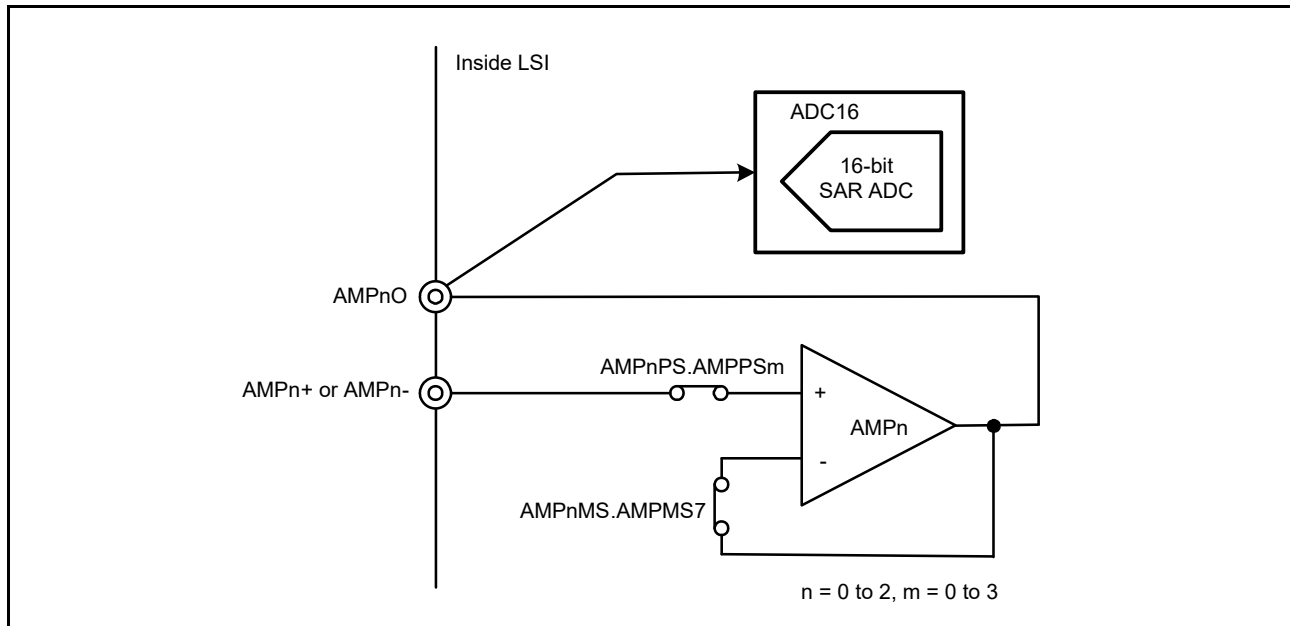 Inside LSI
ADC16
16-bit
SAR ADC
AMPnO
AMPnPS.AMPPSm
AMPn+ or AMPn-
+
AMPn
-
AMPnMS.AMPMS7
n = 0 to 2, m = 0 to 3